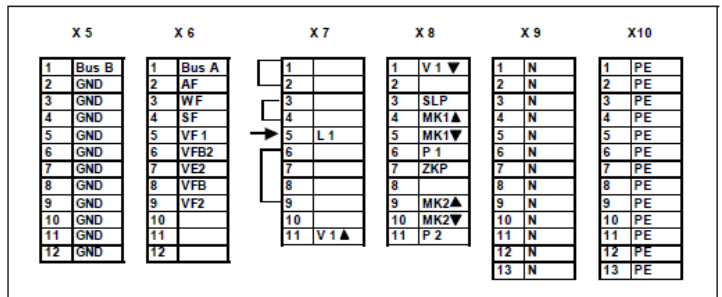 X 5 X 6 X 7 X 8 X 9 X10
1 Bus B 1 Bus A 1 1 V 1 ▼ 1 N 1 PE
2 GND 2 AF 2 2 2 N 2 PE
3 GND 3 WF 3 3 SLP 3 N 3 PE
4 GND 4 SF 4 4 MK1▲ 4 N 4 PE
5 GND 5 VF 1 5 L 1 5 MK1▼ 5 N 5 PE
6 GND 6 VFB2 6 6 P 1 6 N 6 PE
7 GND 7 VE2 7 7 ZKP 7 N 7 PE
8 GND 8 VFB 8 8 8 N 8 PE
9 GND 9 VF2 9 9 MK2▲ 9 N 9 PE
10 GND 10 10 10 MK2▼ 10 N 10 PE
11 GND 11 11 V 1▲ 11 P 2 11 N 11 PE
12 GND 12 12 N 12 PE
13 N 13 PE